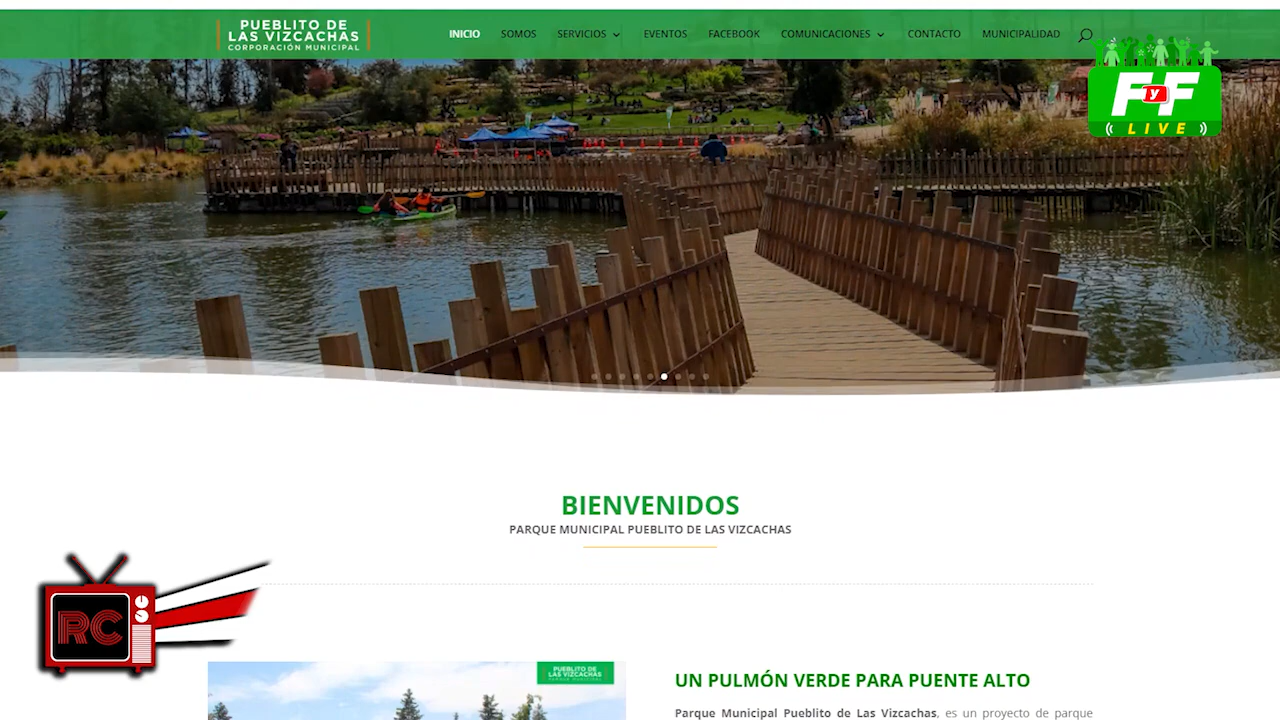 PUEBLITO DE
LAS VIZCACHAS
CORPORACIÓN MUNICIPAL
INICIO SOMOS SERVICIOS EVENTOS FACEBOOK COMUNICACIONES CONTACTO MUNICIPALIDAD
FyF
LIVE
BIENVENIDOS
PARQUE MUNICIPAL PUEBLITO DE LAS VIZCACHAS
RC
PUEBLITO DE
LAS VIZCACHAS
PARQUE MUNICIPAL
UN PULMÓN VERDE PARA PUENTE ALTO
Parque Municipal Pueblito de Las Vizcachas, es un proyecto de parque